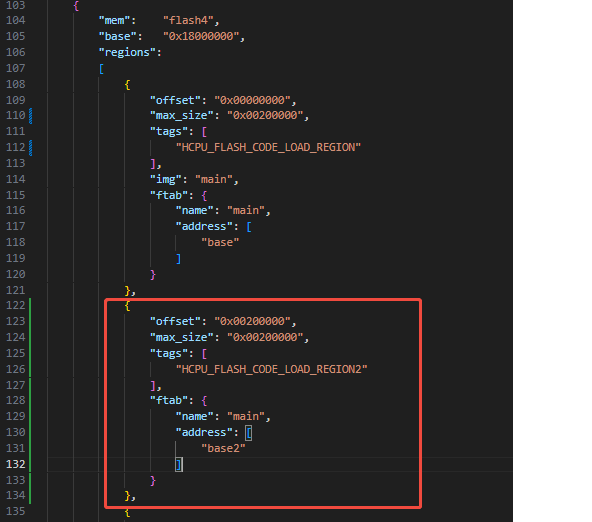 103 {
104 "mem": "flash4",
105 "base": "0x18000000",
106 "regions":
107 [
108 {
109 "offset": "0x00000000",
110 "max_size": "0x00200000",
111 "tags": [
112 "HCPU_FLASH_CODE_LOAD_REGION"
113 ],
114 "img": "main",
115 "ftab": {
116 "name": "main",
117 "address": [
118 "base"
119 ]
120 }
121 },
122 {
123 "offset": "0x00200000",
124 "max_size": "0x00200000",
125 "tags": [
126 "HCPU_FLASH_CODE_LOAD_REGION2"
127 ],
128 "ftab": {
129 "name": "main",
130 "address": [
131 "base2"
132 ]
133 }
134 },
135 {